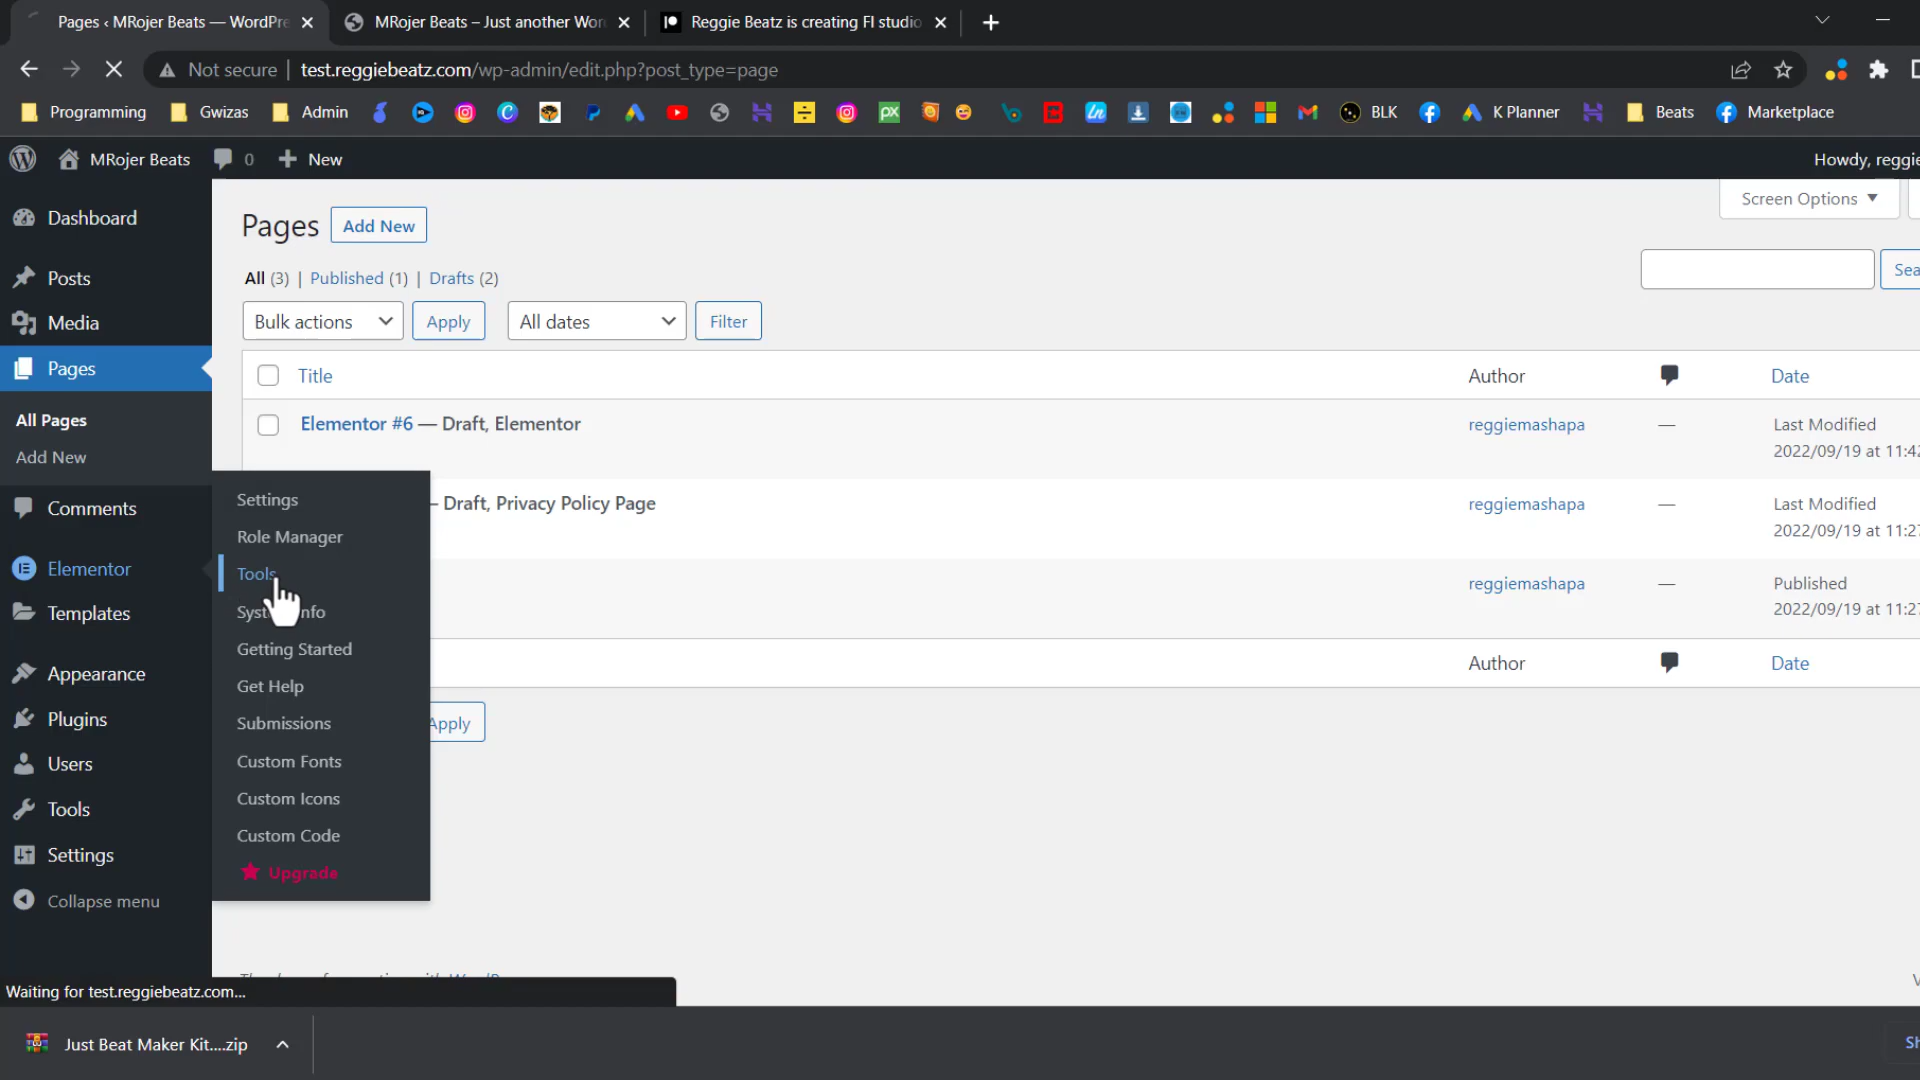 Pages ‹ MRojer Beats — WordPre
MRojer Beats – Just another Wor
Reggie Beatz is creating Fl studio
Not secure
test.reggiebeatz.com/wp-admin/edit.php?post_type=page
Programming
Gwizas
Admin
BLK
K Planner
Beats
Marketplace
MRojer Beats
0
New
Howdy, reggie
Dashboard
Posts
Media
Pages
All Pages
Add New
Comments
Elementor
Templates
Appearance
Plugins
Users
Tools
Settings
Collapse menu
Settings
Role Manager
Tools
Getting Started
Get Help
Submissions
Custom Fonts
Custom Icons
Custom Code
Upgrade
Pages
Add New
Screen Options
All (3) | Published (1) | Drafts (2)
Sea
Bulk actions
Apply
All dates
Filter
Title
Author
Date
Elementor #6 — Draft, Elementor
reggiemashapa
—
Last Modified
2022/09/19 at 11:42
— Draft, Privacy Policy Page
reggiemashapa
—
Last Modified
2022/09/19 at 11:27
reggiemashapa
—
Published
2022/09/19 at 11:27
Author
Date
Apply
Waiting for test.reggiebeatz.com...
Just Beat Maker Kit....zip
Sh